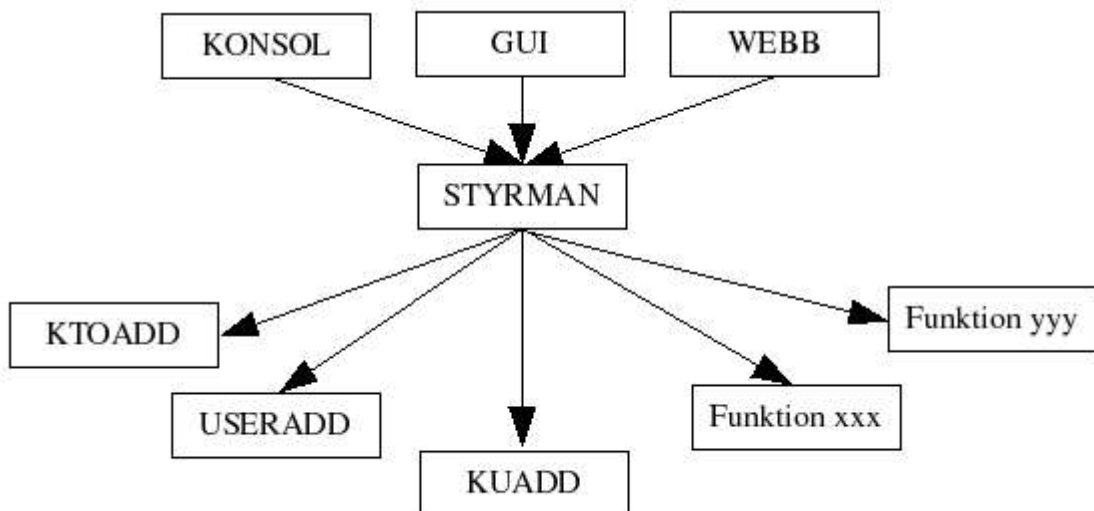 KONSOL
GUI
WEBB
STYRMAN
KTOADD
USERADD
KUADD
Funktion xxx
Funktion yyy